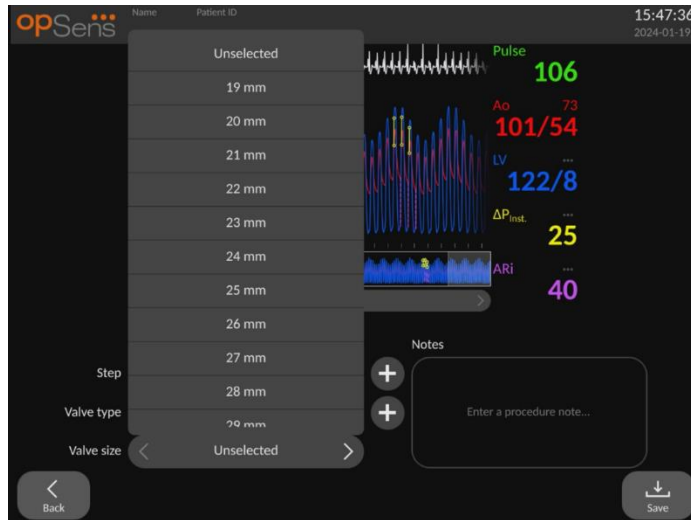 opSens
Name Patient ID
15:47:36
2024-01-19
Unselected
19 mm
20 mm
21 mm
22 mm
23 mm
24 mm
25 mm
26 mm
27 mm
28 mm
29 mm
Pulse
106
Ao 73
101/54
LV ---
122/8
ΔPInst. ---
25
ARi ---
40
Step
Valve type
Valve size
Unselected
Notes
Enter a procedure note...
Back
Save